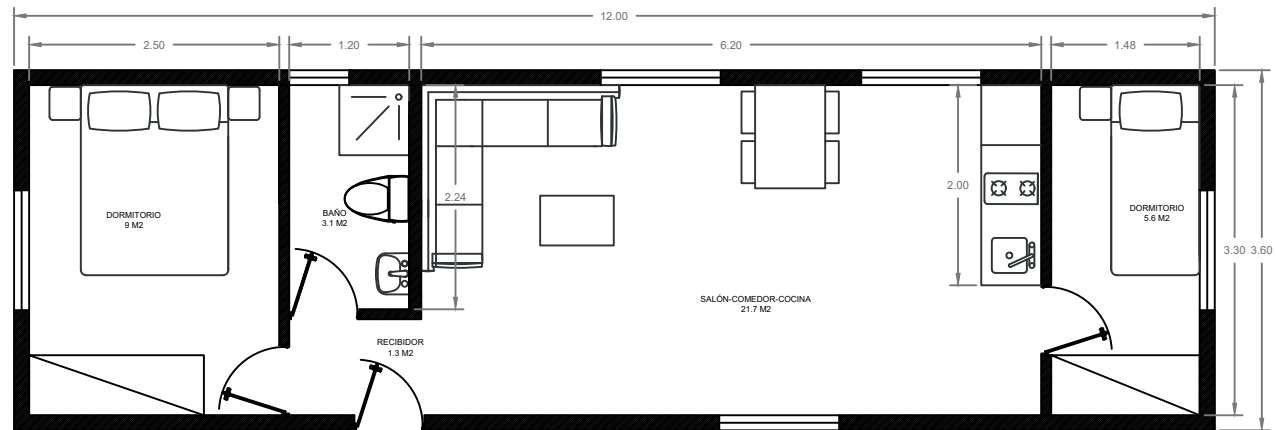 12.00
2.50
1.20
6.20
1.48
2.24
2.00
DORMITORIO
9 M2
BAÑO
3.1 M2
DORMITORIO
5.6 M2
3.30 3.60
SALÓN-COMEDOR-COCINA
21.7 M2
RECIBIDOR
1.3 M2